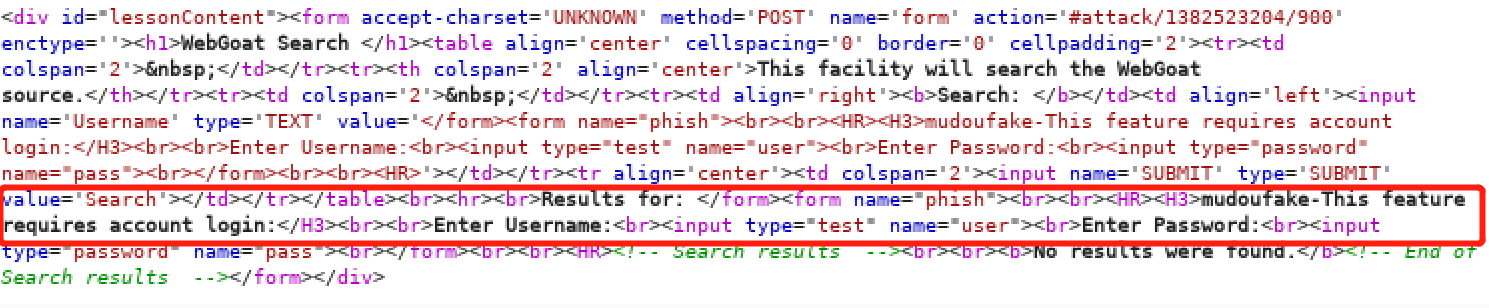 <div id="lessonContent"><form accept-charset='UNKNOWN' method='POST' name='form' action='#attack/1382523204/900'
enctype=''><h1>WebGoat Search </h1><table align='center' cellspacing='0' border='0' cellpadding='2'><tr><td
colspan='2'>&nbsp;</td></tr><tr><th colspan='2' align='center'>This facility will search the WebGoat
source.</th></tr><tr><td colspan='2'>&nbsp;</td></tr><tr><td align='right'><b>Search: </b></td><td align='left'><input
name='Username' type='TEXT' value='</form><form name="phish"><br><br><HR><H3>mudoufake-This feature requires account
login:</H3><br><br>Enter Username:<br><input type="test" name="user"><br>Enter Password:<br><input type="password"
name="pass"><br></form><br><br><HR>'></td></tr><tr align='center'><td colspan='2'><input name='SUBMIT' type='SUBMIT'
value='Search'></td></tr></table><br><hr><br>Results for: </form><form name="phish"><br><br><HR><H3>mudoufake-This feature
requires account login:</H3><br><br>Enter Username:<br><input type="test" name="user"><br>Enter Password:<br><input
type="password" name="pass"><br></form><br><br><HR><!-- Search results  --><br><br><b>No results were found.</b><!-- End of
Search results  --></form></div>